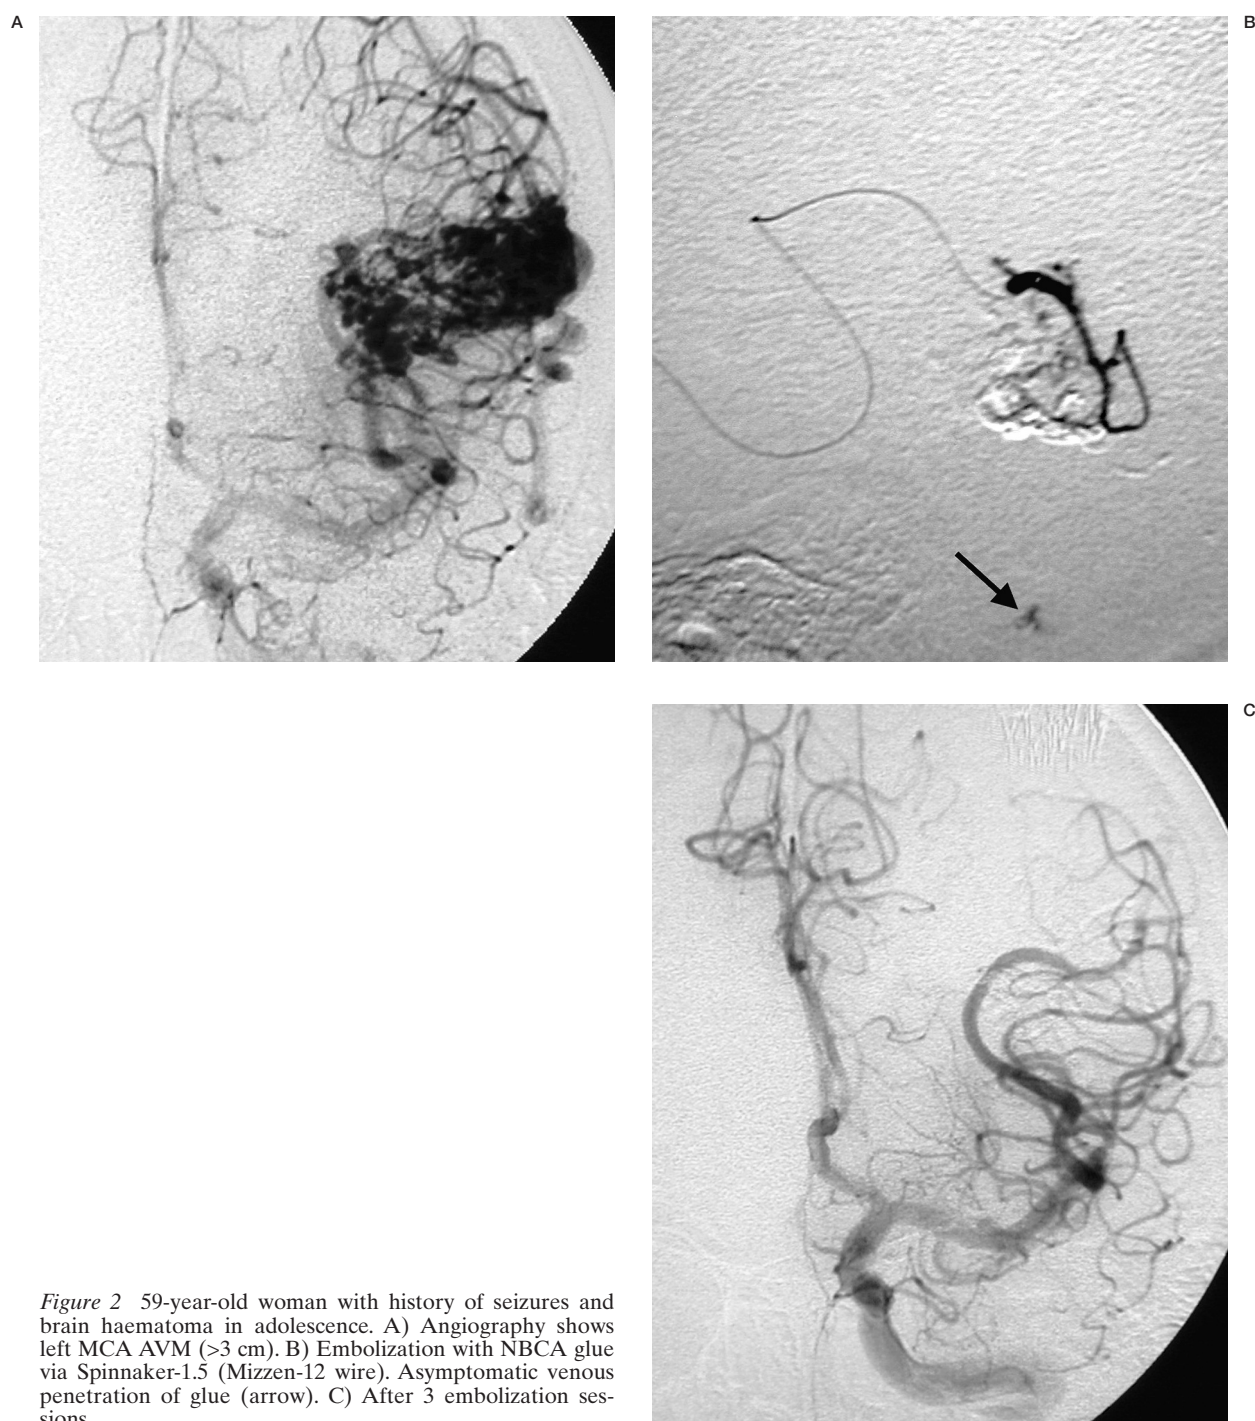 A
B
C
Figure 2 59-year-old woman with history of seizures and
brain haematoma in adolescence. A) Angiography shows
left MCA AVM (>3 cm). B) Embolization with NBCA glue
via Spinnaker-1.5 (Mizzen-12 wire). Asymptomatic venous
penetration of glue (arrow). C) After 3 embolization ses-
sions